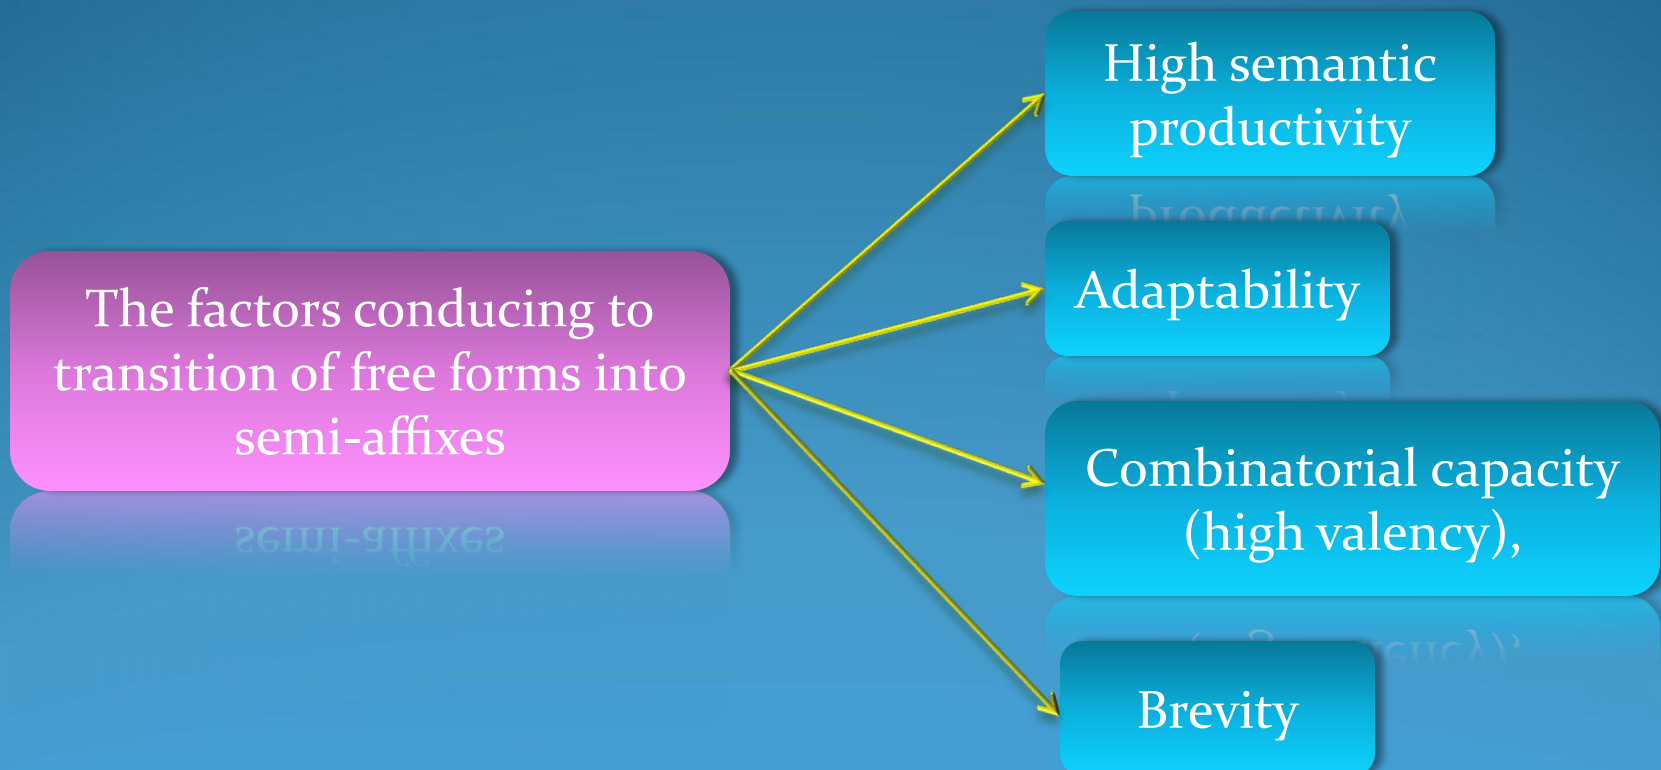 The factors conducing to
transition of free forms into
semi-affixes
High semantic
productivity
Adaptability
Combinatorial capacity
(high valency),
Brevity